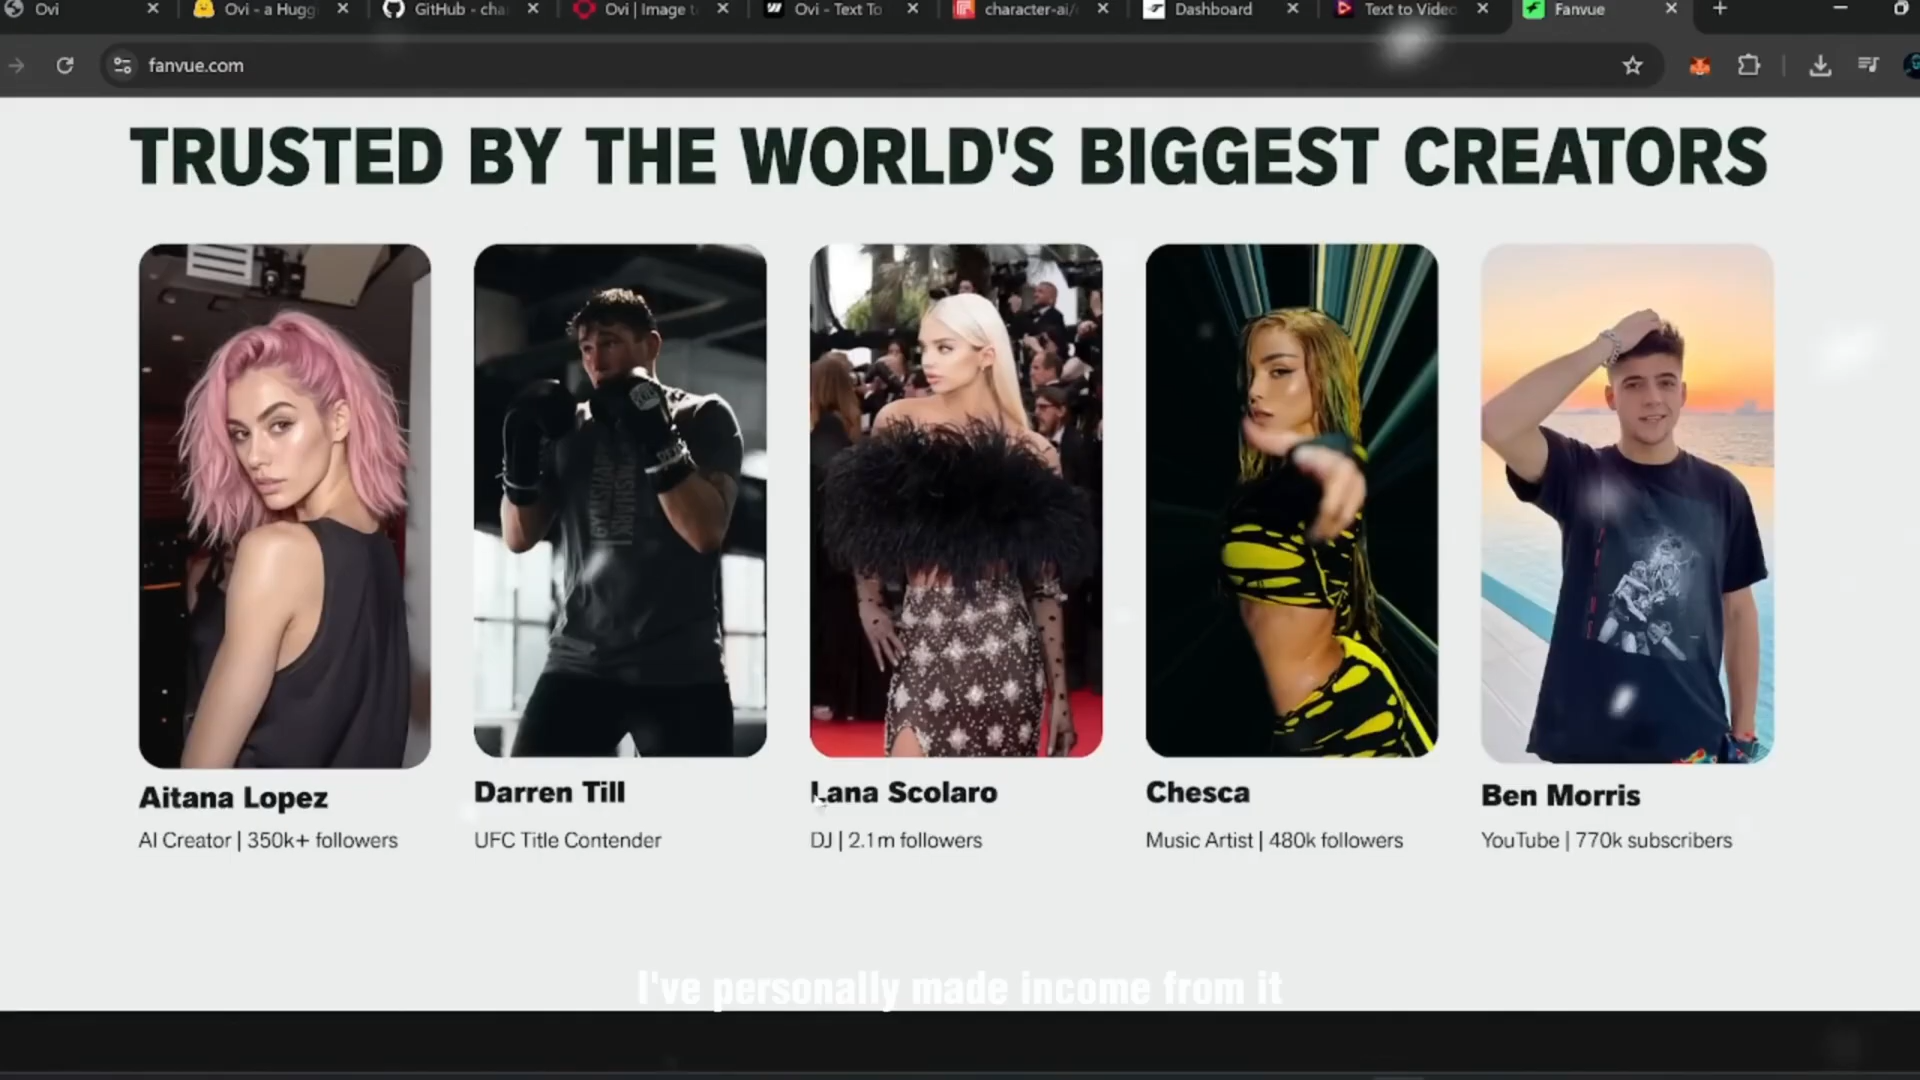 Ovi
Ovi - a Hugg
GitHub - cha
Ovi | Image t
Ovi - Text To
character-ai/
Dashboard
Text to Video
Fanvue
fanvue.com
TRUSTED BY THE WORLD'S BIGGEST CREATORS
Aitana Lopez
AI Creator | 350k+ followers
Darren Till
UFC Title Contender
Lana Scolaro
DJ | 2.1m followers
Chesca
Music Artist | 480k followers
Ben Morris
YouTube | 770k subscribers
I've personally made income from it